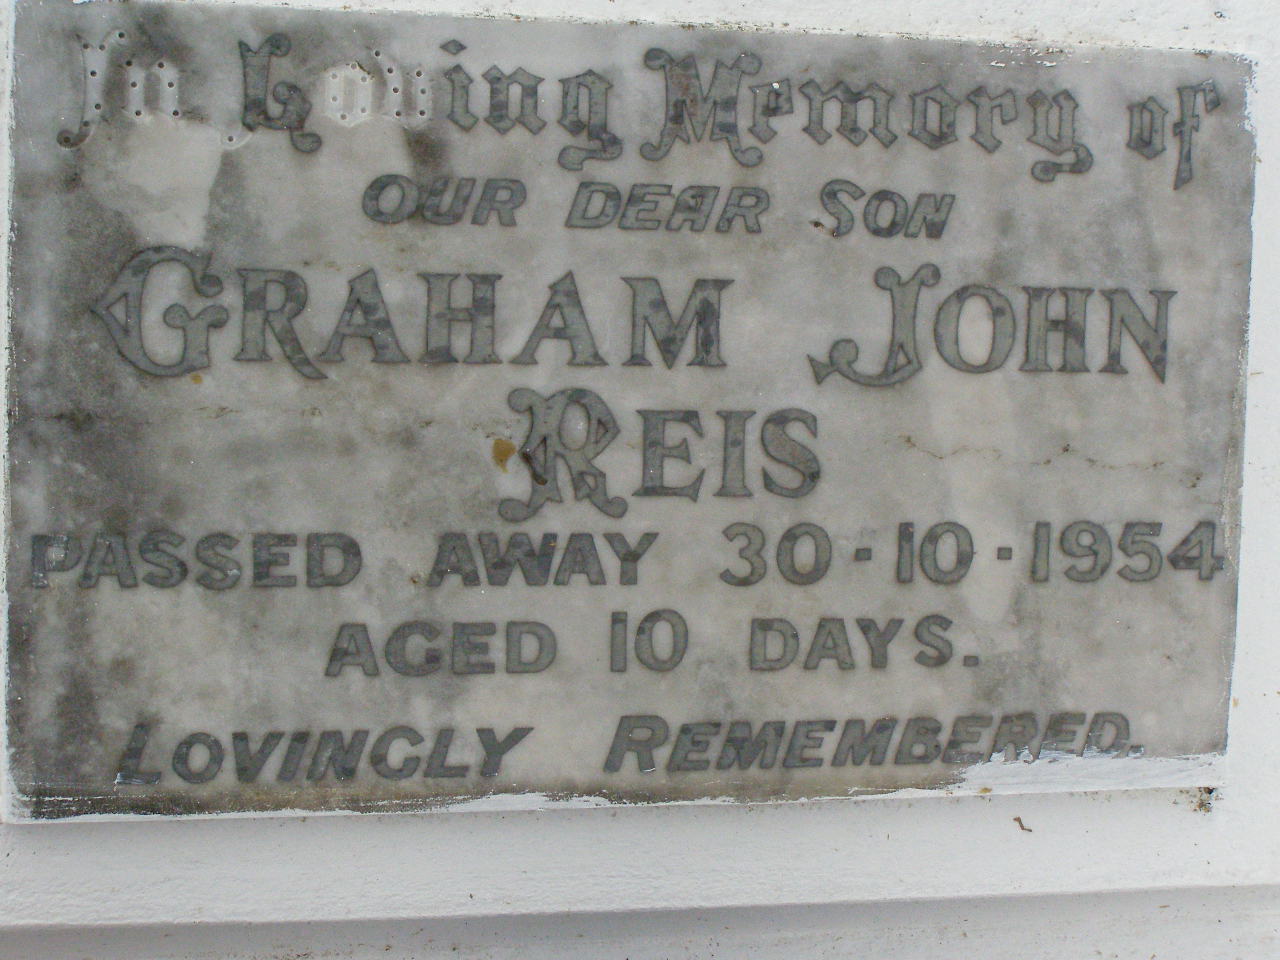 In Loving Memory of
OUR DEAR SON
GRAHAM JOHN
REIS
PASSED AWAY 30-10-1954
AGED 10 DAYS.
LOVINGLY REMEMBERED.